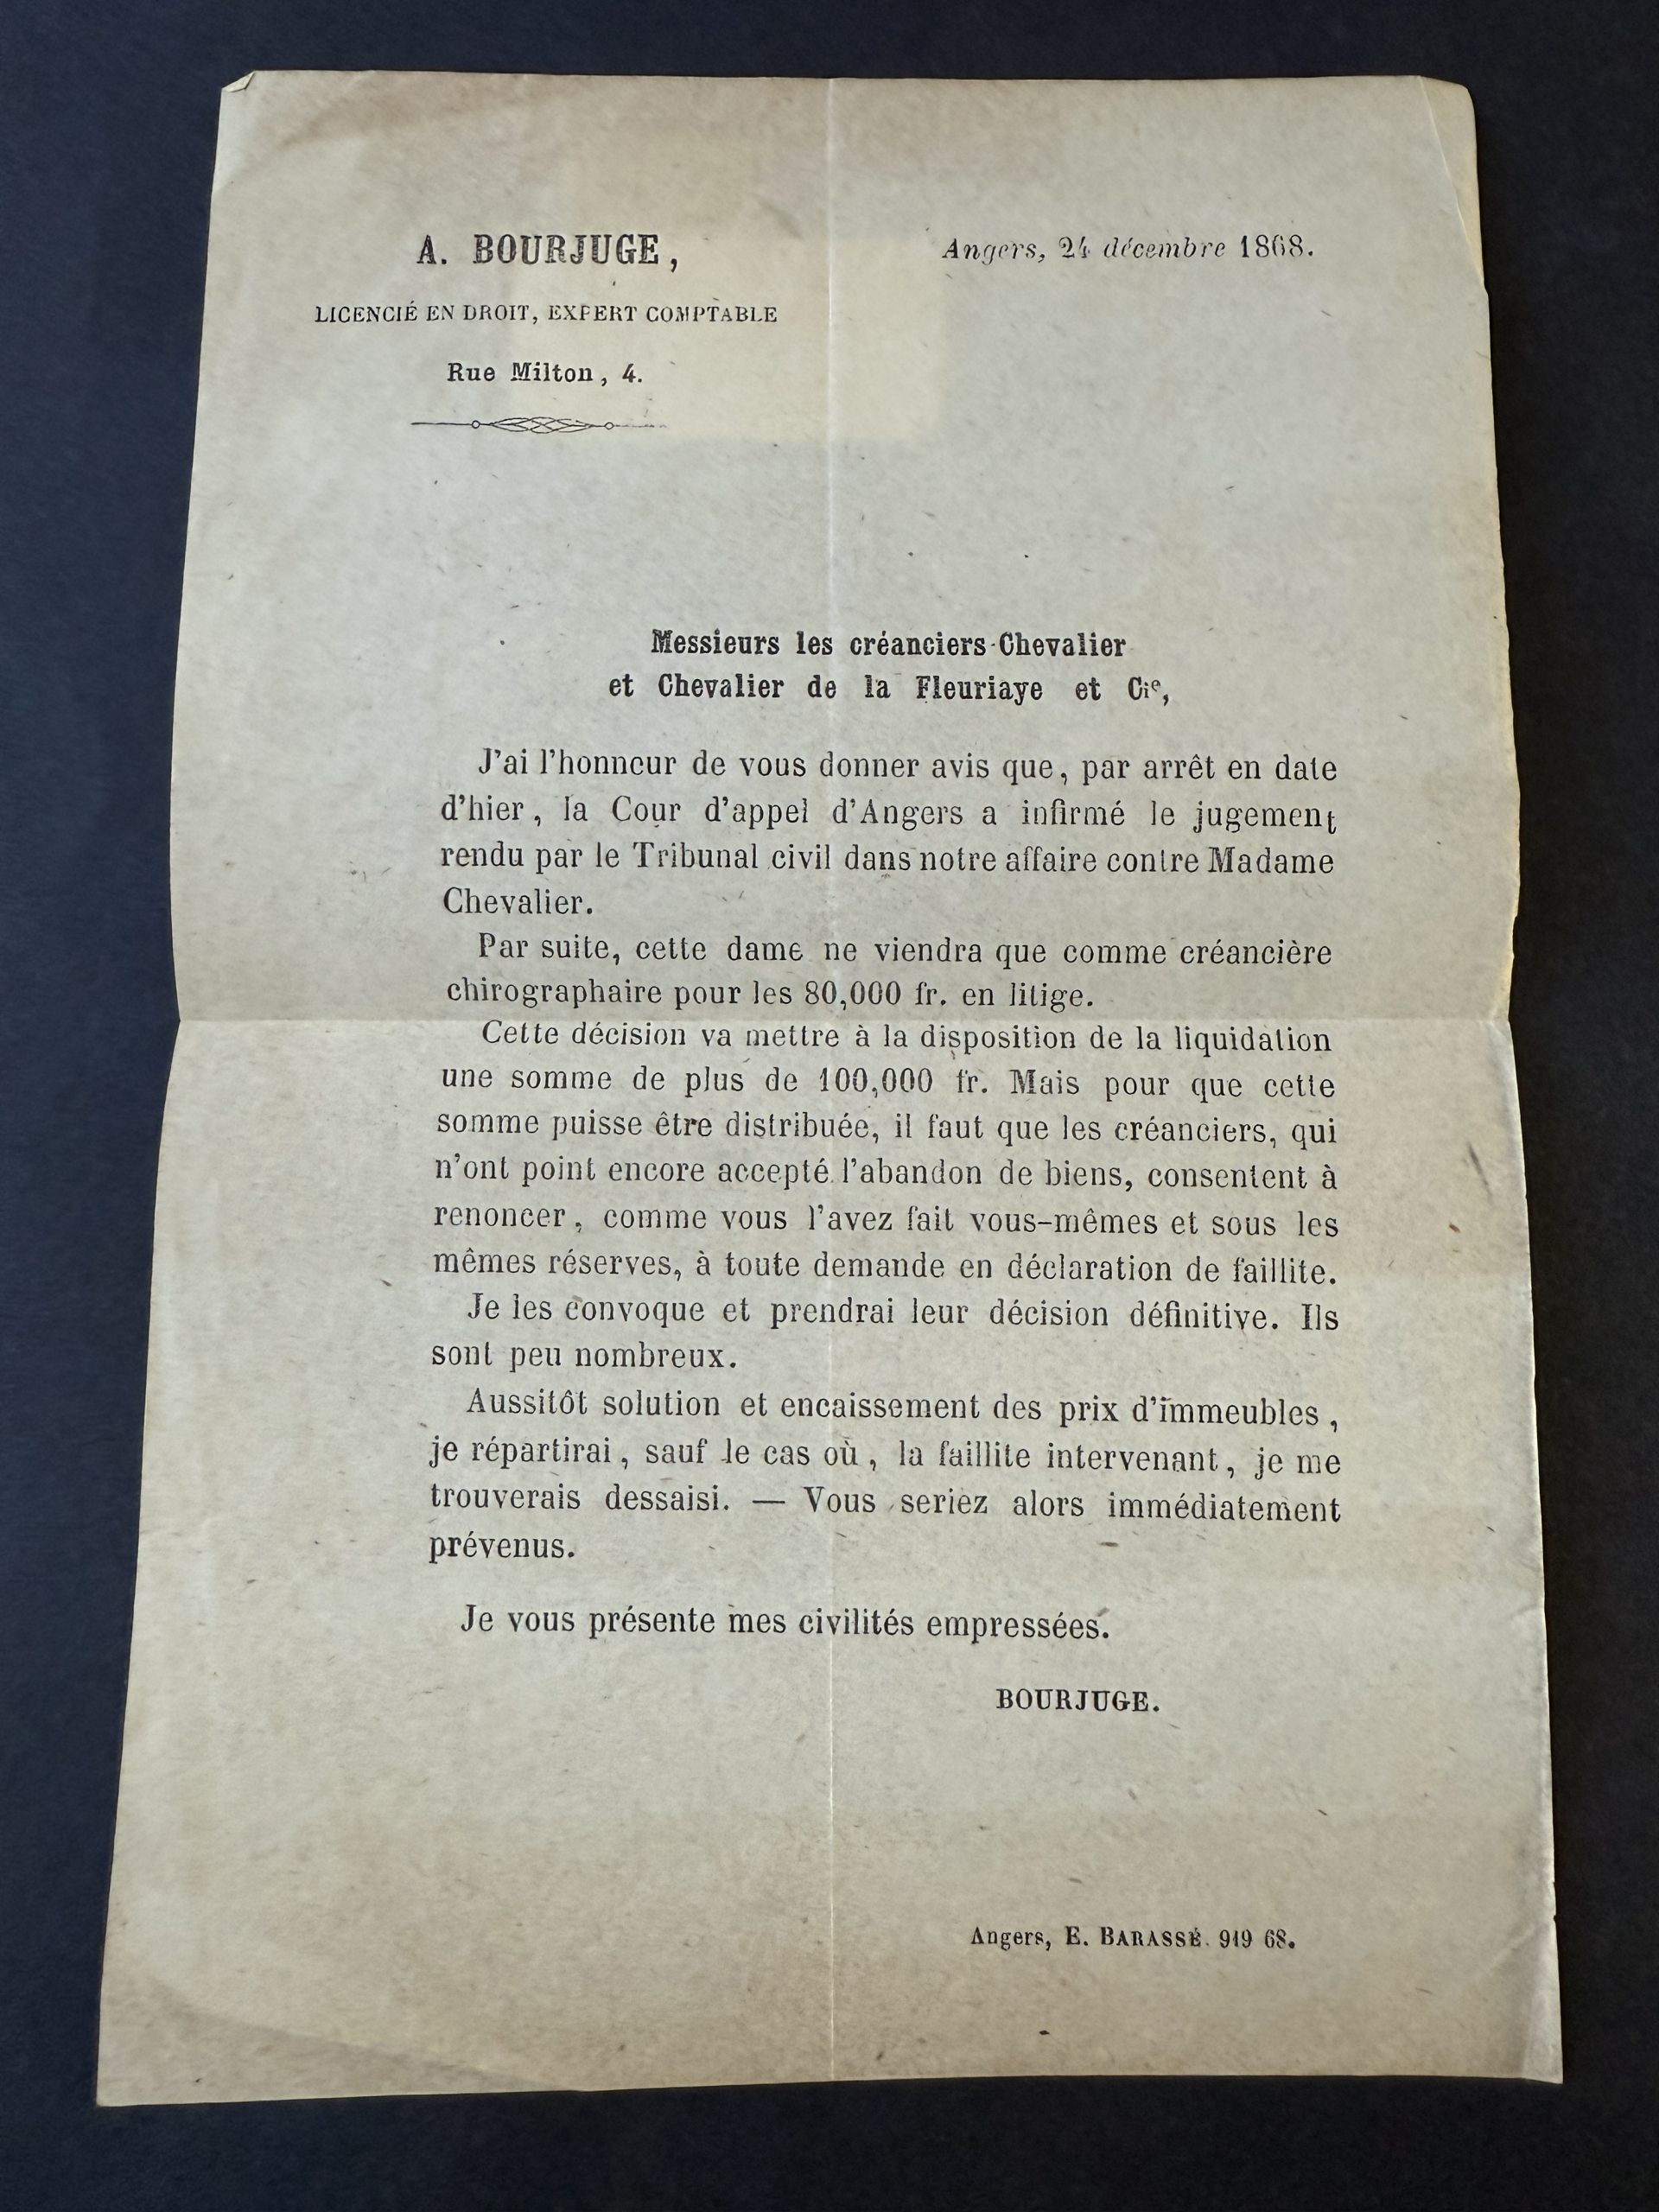 A. BOURJUGE,
Angers, 24 décembre 1868.
LICENCIÉ EN DROIT, EXPERT COMPTABLE
Rue Milton, 4.
Messieurs les créanciers Chevalier
et Chevalier de la Fleuriaye et Cie,
J'ai l'honneur de vous donner avis que, par arrêt en date
d'hier, la Cour d'appel d'Angers a infirmé le jugement
rendu par le Tribunal civil dans notre affaire contre Madame
Chevalier.
Par suite, cette dame ne viendra que comme créancière
chirographaire pour les 80,000 fr. en litige.
Cette décision va mettre à la disposition de la liquidation
une somme de plus de 100,000 fr. Mais pour que cette
somme puisse être distribuée, il faut que les créanciers, qui
n'ont point encore accepté l'abandon de biens, consentent à
renoncer, comme vous l'avez fait vous-mêmes et sous les
mêmes réserves, à toute demande en déclaration de faillite.
Je les convoque et prendrai leur décision définitive. Ils
sont peu nombreux.
Aussitôt solution et encaissement des prix d'immeubles,
je répartirai, sauf le cas où, la faillite intervenant, je me
trouverais dessaisi. — Vous seriez alors immédiatement
prévenus.
Je vous présente mes civilités empressées.
BOURJUGE.
Angers, E. BARASSÉ. 919 68.